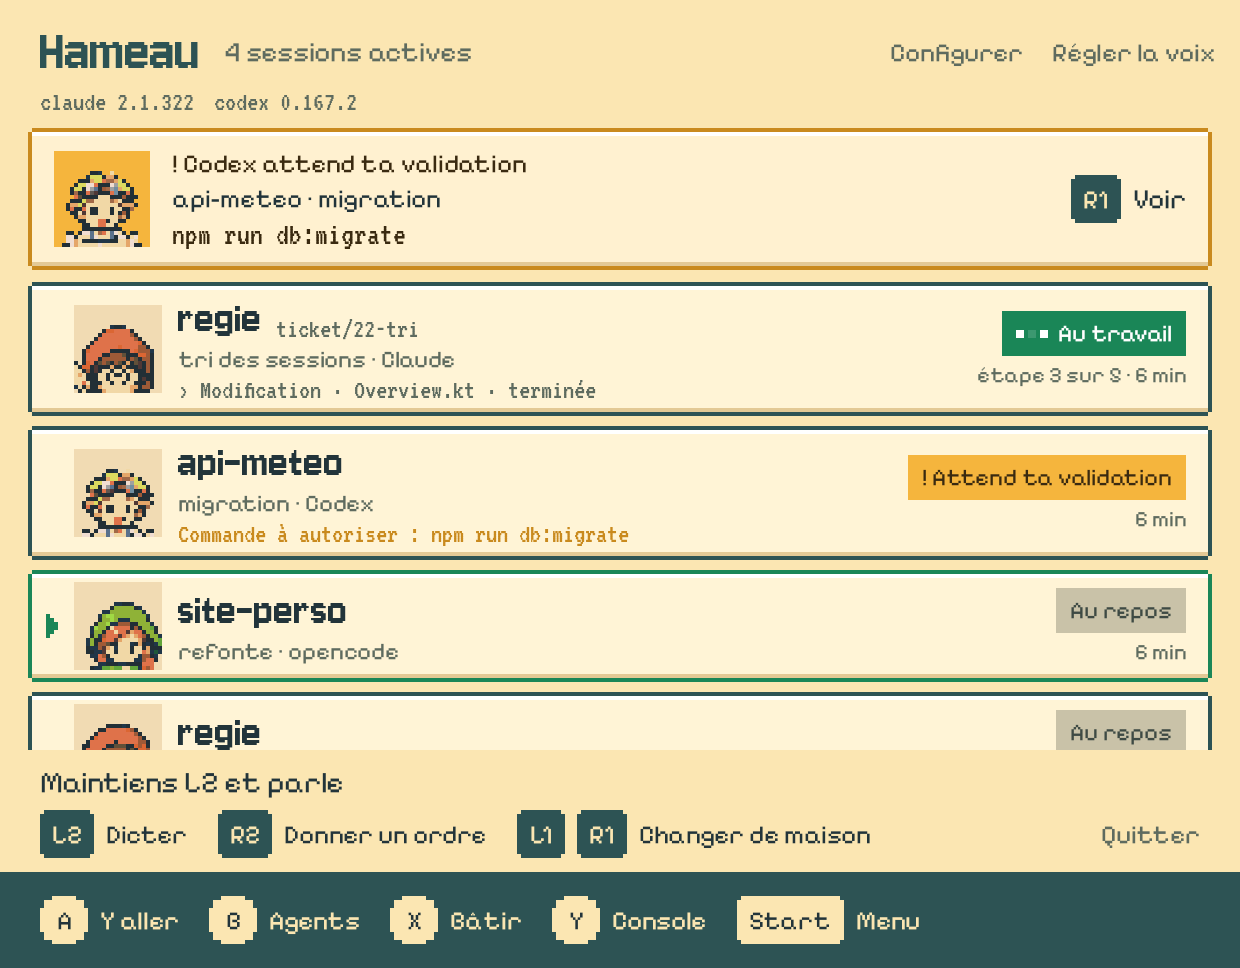 Hameau 4 sessions actives Configurer Régler la voix
claude 2.1.322 codex 0.167.2
! Codex attend ta validation
api-meteo · migration
npm run db:migrate
R1 Voir
regie ticket/22-tri
tri des sessions · Claude
› Modification · Overview.kt · terminée
Au travail
étape 3 sur 8 · 6 min
api-meteo
migration · Codex
Commande à autoriser : npm run db:migrate
! Attend ta validation
6 min
site-perso
refonte · opencode
Au repos
6 min
regie
Au repos
Maintiens L2 et parle
L2 Dicter R2 Donner un ordre L1 R1 Changer de maison Quitter
A Y aller B Agents X Bâtir Y Console Start Menu